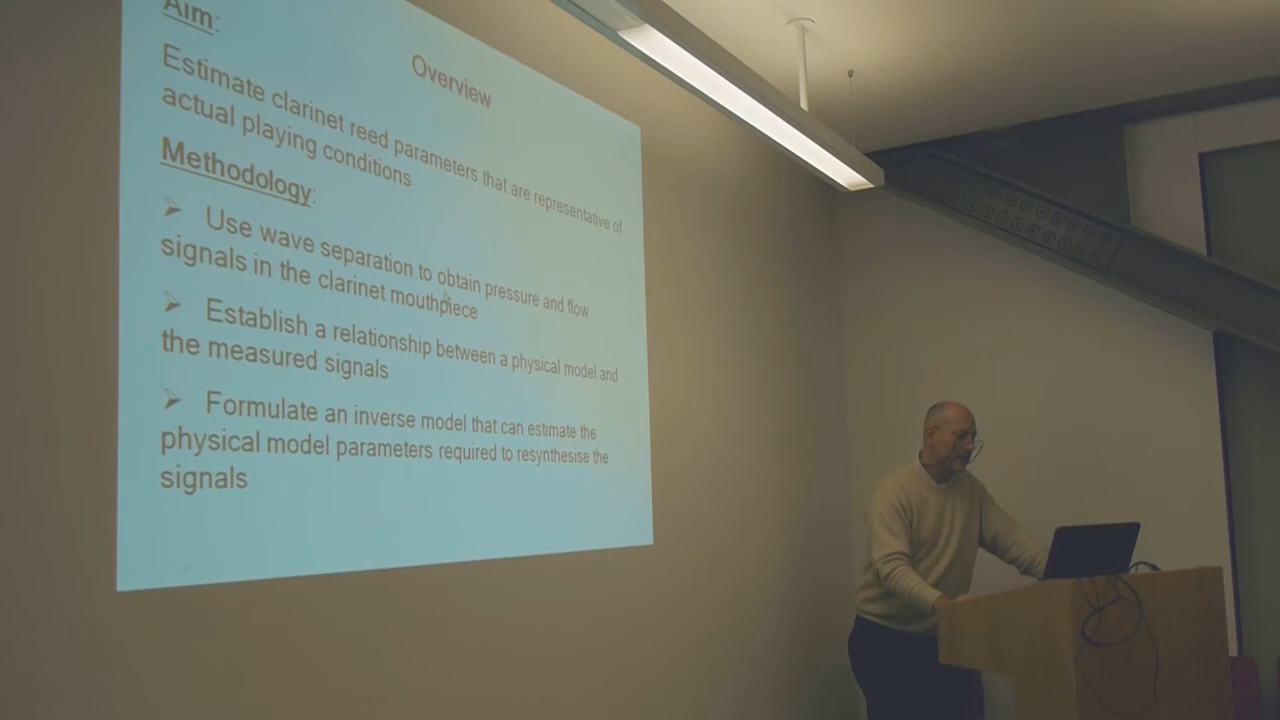 Aim:
Overview
Estimate clarinet reed parameters that are representative of
actual playing conditions
Methodology:
➢ Use wave separation to obtain pressure and flow
signals in the clarinet mouthpiece
➢ Establish a relationship between a physical model and
the measured signals
➢ Formulate an inverse model that can estimate the
physical model parameters required to resynthesise the
signals